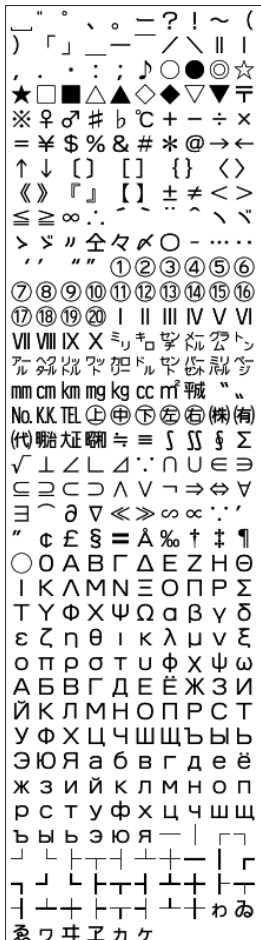 ␣ ゛ ゜ 、 。 ー ? ! ～ (
) 「 」 _ — ￣ ／ ＼ ∥ ｜
, . ・ : ; ♪ ○ ● ◎ ☆
★ □ ■ △ ▲ ◇ ◆ ▽ ▼ 〒
※ ♀ ♂ ♯ ♭ ℃ + − ÷ ×
= ¥ $ % & # * @ → ←
↑ ↓ 〔 〕 [ ] { } 〈 〉
《 》 『 』 【 】 ± ≠ < >
≦ ≧ ∞ ∴ ´ ` ¨ ^ ヽ ヾ
ゝ ゞ 〃 仝 々 〆 〇 ‐ … ‥
‘ ’ “ ” ① ② ③ ④ ⑤ ⑥
⑦ ⑧ ⑨ ⑩ ⑪ ⑫ ⑬ ⑭ ⑮ ⑯
⑰ ⑱ ⑲ ⑳ Ⅰ Ⅱ Ⅲ Ⅳ Ⅴ Ⅵ
Ⅶ Ⅷ Ⅸ Ⅹ ㍉ ㌔ ㌢ ㍍ ㌘ ㌧
㌃ ㌶ ㍑ ㍗ ㌍ ㌦ ㌣ ㌫ ㍊ ㌻
㎜ ㎝ ㎞ ㎎ ㎏ ㏄ ㎡ ㍻ 〝 〟
№ ㏍ ℡ ㊤ ㊥ ㊦ ㊧ ㊨ ㈱ ㈲
㈹ ㍾ ㍽ ㍼ ≒ ≡ ∫ ∬ ∮ Σ
√ ⊥ ∠ ∟ ⊿ ∵ ∩ ∪ ∈ ∋
⊆ ⊇ ⊂ ⊃ ∧ ∨ ¬ ⇒ ⇔ ∀
∃ ⌒ ∂ ∇ ≪ ≫ ∽ ∝ ∵ ′
″ ¢ £ § 〓 Å ‰ † ‡ ¶
◯ Ο Α Β Γ Δ Ε Ζ Η Θ
Ι Κ Λ Μ Ν Ξ Ο Π Ρ Σ
Τ Υ Φ Χ Ψ Ω α β γ δ
ε ζ η θ ι κ λ μ ν ξ
ο π ρ σ τ υ φ χ ψ ω
А Б В Г Д Е Ё Ж З И
Й К Л М Н О П Р С Т
У Ф Х Ц Ч Ш Щ Ъ Ы Ь
Э Ю Я а б в г д е ё
ж з и й к л м н о п
р с т у ф х ц ч ш щ
ъ ы ь э ю я ─ │ ┌ ┐
┘ └ ├ ┬ ┤ ┴ ┼ ━ ┃ ┏
┓ ┛ ┗ ┣ ┳ ┫ ┻ ╋ ┠ ┯
┨ ┷ ┿ ┝ ┰ ┥ ┸ ╂ ゎ ゐ
ゑ ヮ ヰ ヱ ヵ ヶ